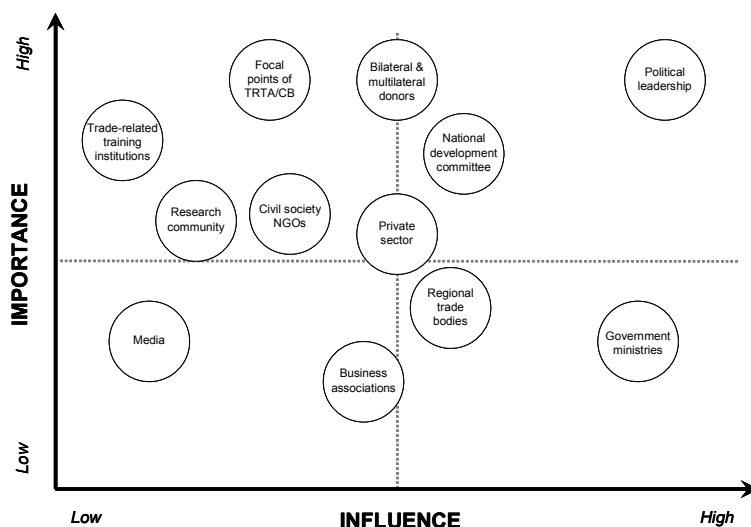 High
Focal
points of
TRTA/CB
Bilateral &
multilateral
donors
Political
leadership
Trade-related
training
institutions
National
development
committee
Research
community
Civil society
NGOs
Private
sector
IMPORTANCE
Regional
trade
bodies
Media
Government
ministries
Business
associations
Low
Low
INFLUENCE
High